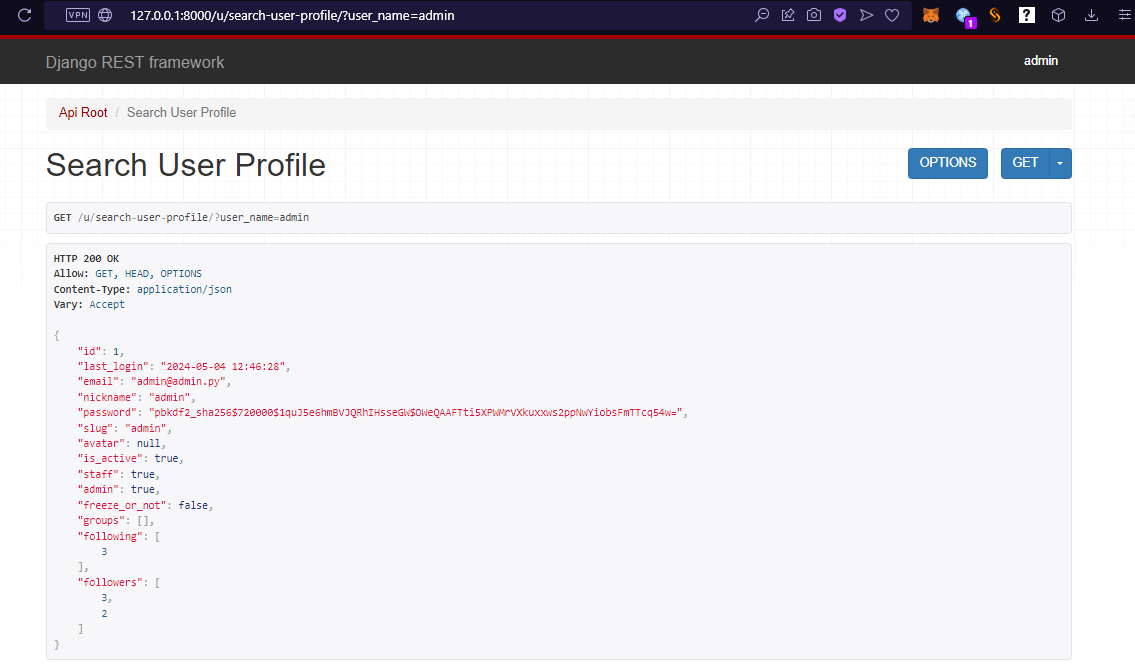 VPN 127.0.0.1:8000/u/search-user-profile/?user_name=admin ? 1
Django REST framework admin
Api Root / Search User Profile
Search User Profile OPTIONS GET
GET /u/search-user-profile/?user_name=admin
HTTP 200 OK
Allow: GET, HEAD, OPTIONS
Content-Type: application/json
Vary: Accept
{
"id": 1,
"last_login": "2024-05-04 12:46:28",
"email": "admin@admin.py",
"nickname": "admin",
"password": "pbkdf2_sha256$720000$1quJ5e6hmBVJQRhIHsseGW$OWeQAAFTti5XPWMrVXkuxxws2ppNwYiobsFmTTcq54w=",
"slug": "admin",
"avatar": null,
"is_active": true,
"staff": true,
"admin": true,
"freeze_or_not": false,
"groups": [],
"following": [
3
],
"followers": [
3,
2
]
}